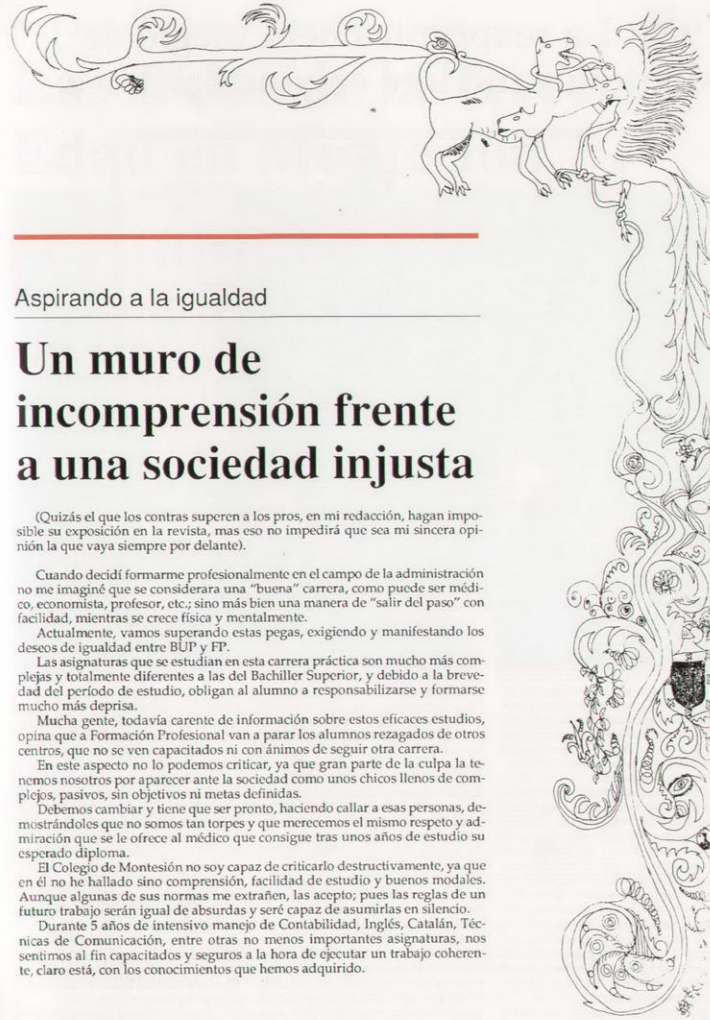 Aspirando a la igualdad
Un muro de
incomprensión frente
a una sociedad injusta
(Quizás el que los contras superen a los pros, en mi redacción, hagan impo-
sible su exposición en la revista, mas eso no impedirá que sea mi sincera opi-
nión la que vaya siempre por delante).
Cuando decidí formarme profesionalmente en el campo de la administración
no me imaginé que se considerara una "buena" carrera, como puede ser médi-
co, economista, profesor, etc.; sino más bien una manera de "salir del paso" con
facilidad, mientras se crece física y mentalmente.
Actualmente, vamos superando estas pegas, exigiendo y manifestando los
deseos de igualdad entre BUP y FP.
Las asignaturas que se estudian en esta carrera práctica son mucho más com-
plejas y totalmente diferentes a las del Bachiller Superior, y debido a la breve-
dad del período de estudio, obligan al alumno a responsabilizarse y formarse
mucho más deprisa.
Mucha gente, todavía carente de información sobre estos eficaces estudios,
opina que a Formación Profesional van a parar los alumnos rezagados de otros
centros, que no se ven capacitados ni con ánimos de seguir otra carrera.
En este aspecto no lo podemos criticar, ya que gran parte de la culpa la te-
nemos nosotros por aparecer ante la sociedad como unos chicos llenos de com-
plejos, pasivos, sin objetivos ni metas definidas.
Debemos cambiar y tiene que ser pronto, haciendo callar a esas personas, de-
mostrándoles que no somos tan torpes y que merecemos el mismo respeto y ad-
miración que se le ofrece al médico que consigue tras unos años de estudio su
esperado diploma.
El Colegio de Montesión no soy capaz de criticarlo destructivamente, ya que
en él no he hallado sino comprensión, facilidad de estudio y buenos modales.
Aunque algunas de sus normas me extrañen, las acepto; pues las reglas de un
futuro trabajo serán igual de absurdas y seré capaz de asumirlas en silencio.
Durante 5 años de intensivo manejo de Contabilidad, Inglés, Catalán, Téc-
nicas de Comunicación, entre otras no menos importantes asignaturas, nos
sentimos al fin capacitados y seguros a la hora de ejecutar un trabajo coheren-
te, claro está, con los conocimientos que hemos adquirido.